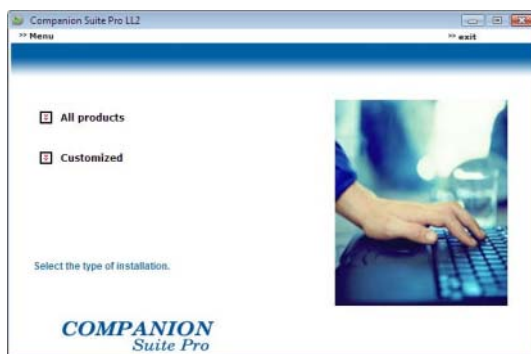 Companion Suite Pro LL2
>> Menu
>> exit
All products
Customized
Select the type of installation.
COMPANION
Suite Pro